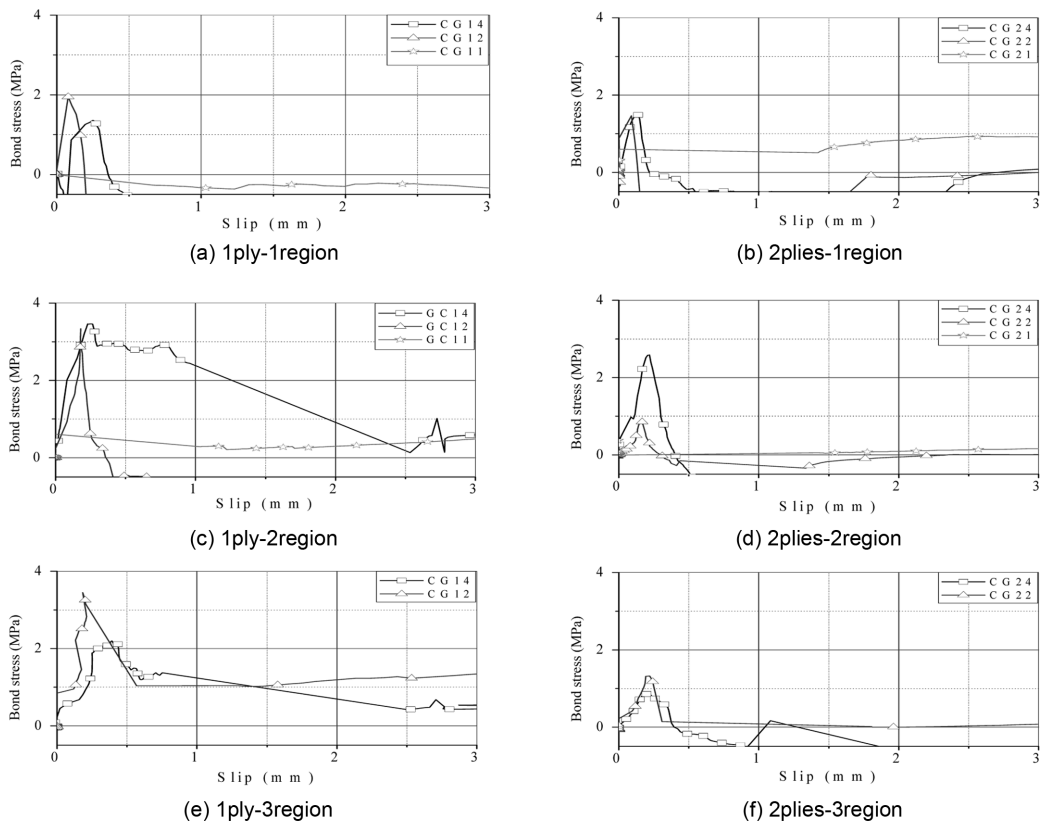 4
2
0
Bond stress (MPa)
0
1
2
3
Slip (mm)
CG14
CG12
CG11
(a) 1ply-1region
4
2
0
Bond stress (MPa)
0
1
2
3
Slip (mm)
CG24
CG22
CG21
(b) 2plies-1region
4
2
0
Bond stress (MPa)
0
1
2
3
Slip (mm)
GC14
GC12
GC11
(c) 1ply-2region
4
2
0
Bond stress (MPa)
0
1
2
3
Slip (mm)
CG24
CG22
CG21
(d) 2plies-2region
4
2
0
Bond stress (MPa)
0
1
2
3
Slip (mm)
CG14
CG12
(e) 1ply-3region
4
2
0
Bond stress (MPa)
0
1
2
3
Slip (mm)
CG24
CG22
(f) 2plies-3region